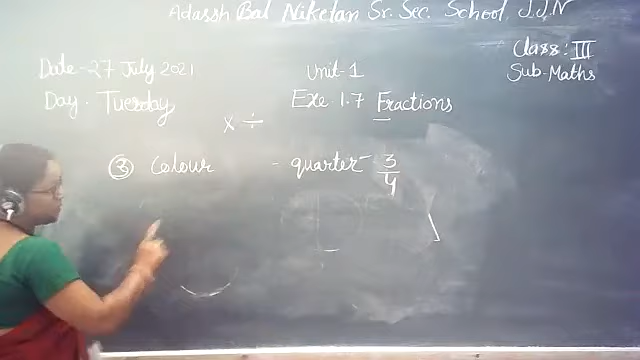 Adarsh Bal Niketan Sr. Sec. School, JJN
Class: III
Date - 27 July 2021 Unit-1 Sub-Maths
Day. Tuesday Exe 1.7 Fractions
× ÷
③ Colour - quarter - 3/4